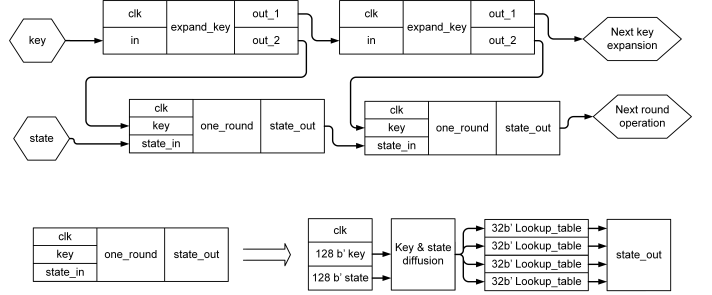 key
clk
in
expand_key
out_1
out_2
clk
in
expand_key
out_1
out_2
Next key
expansion
state
clk
key
state_in
one_round
state_out
clk
key
state_in
one_round
state_out
Next round
operation
clk
key
state_in
one_round
state_out
clk
128 b' key
128 b' state
Key & state
diffusion
32b' Lookup_table
32b' Lookup_table
32b' Lookup_table
32b' Lookup_table
state_out